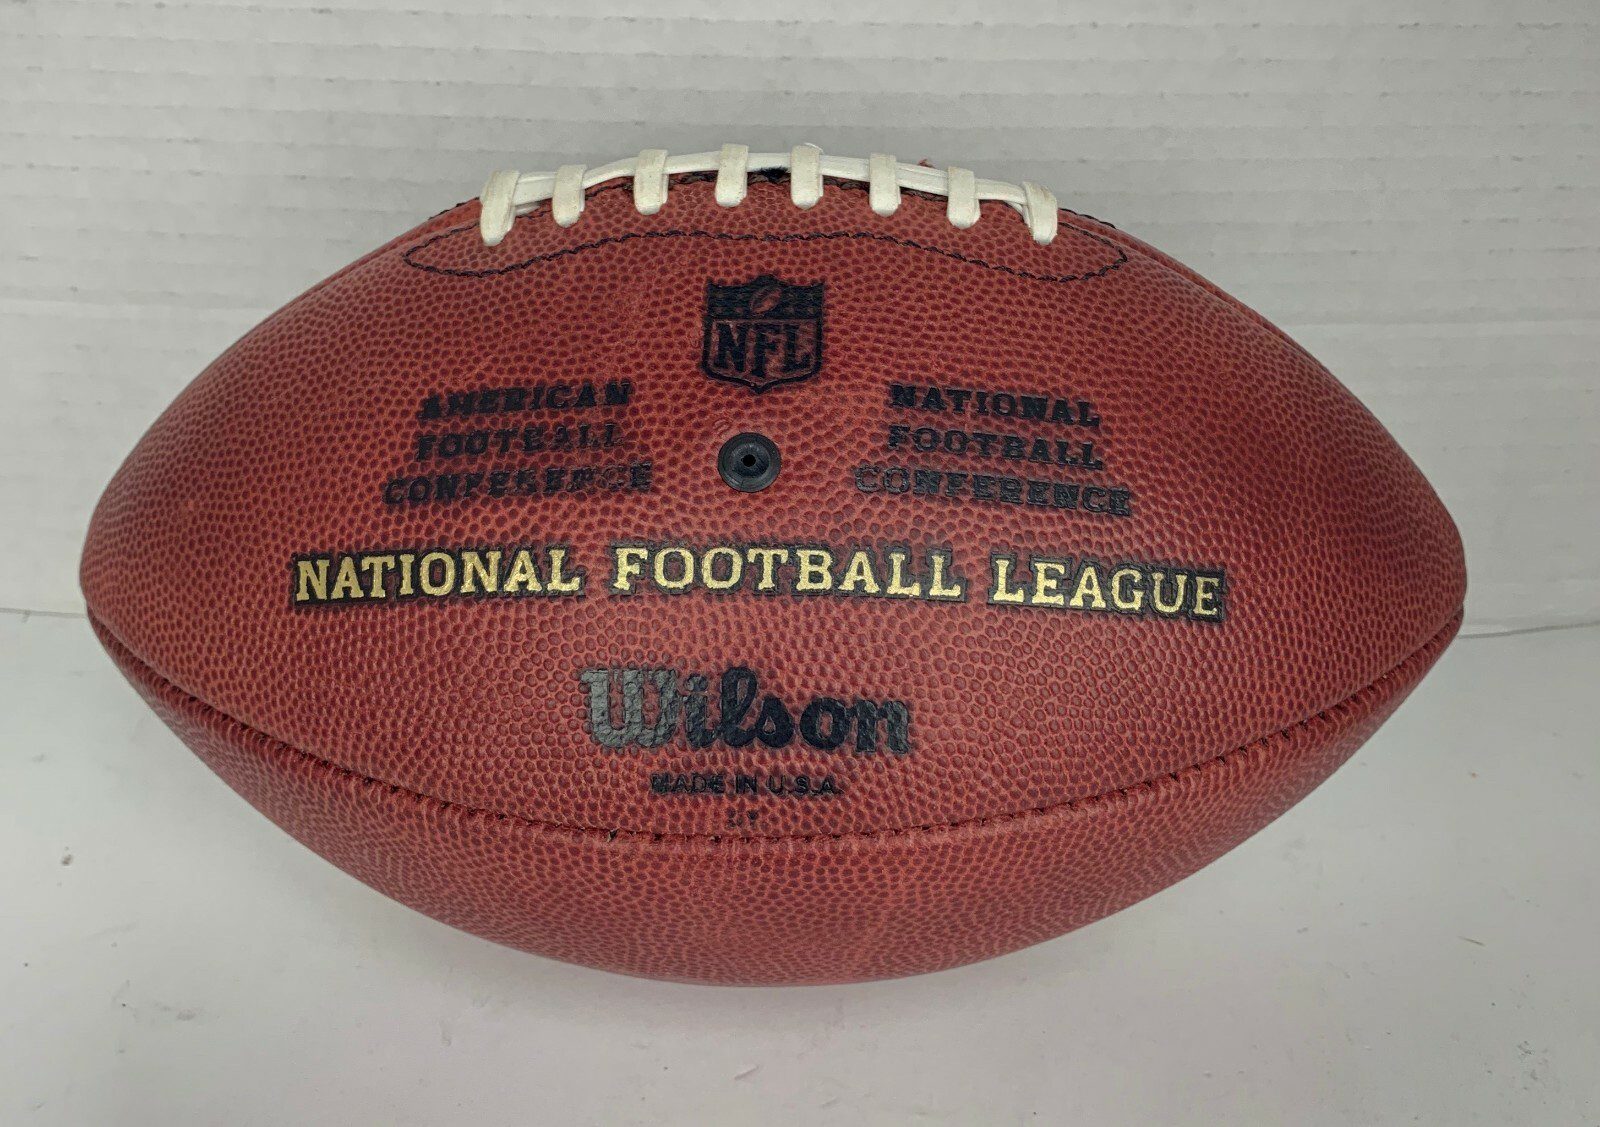 NFL
AMERICAN
FOOTBALL
CONFERENCE
NATIONAL
FOOTBALL
CONFERENCE
NATIONAL FOOTBALL LEAGUE
Wilson
MADE IN U.S.A.